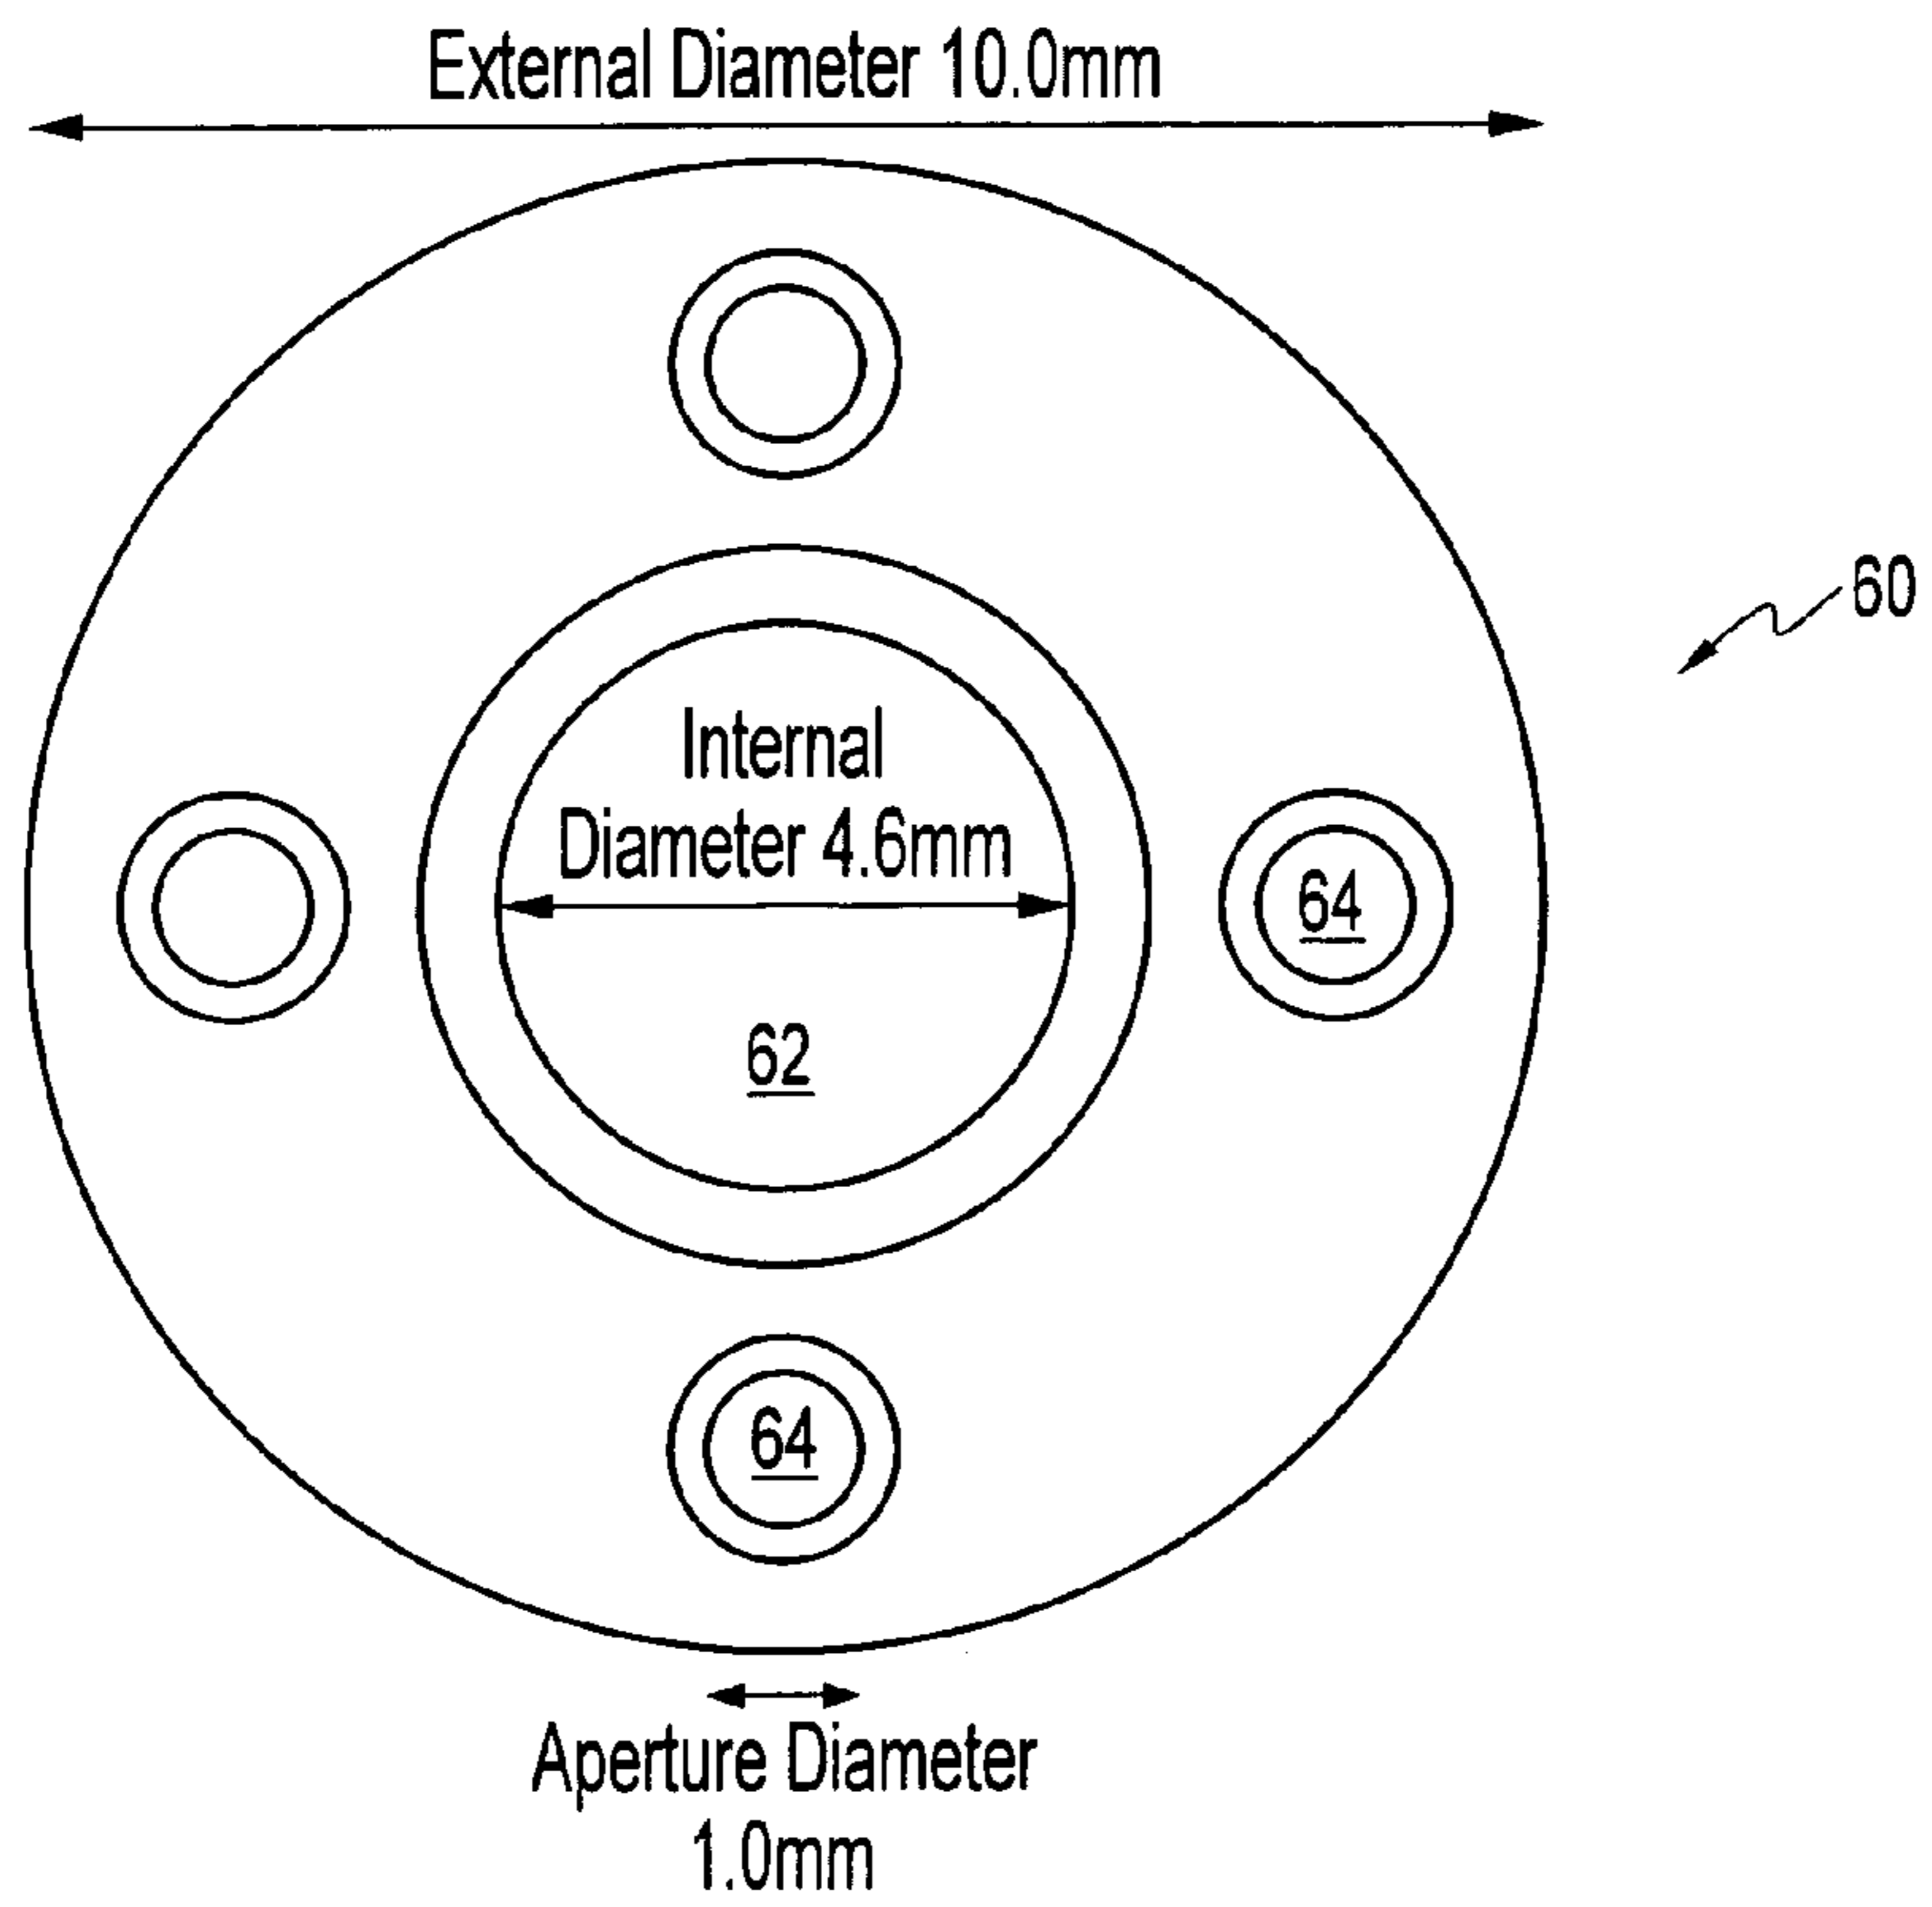 External Diameter 10.0mm
60
Internal
Diameter 4.6mm
64
62
64
Aperture Diameter
1.0mm